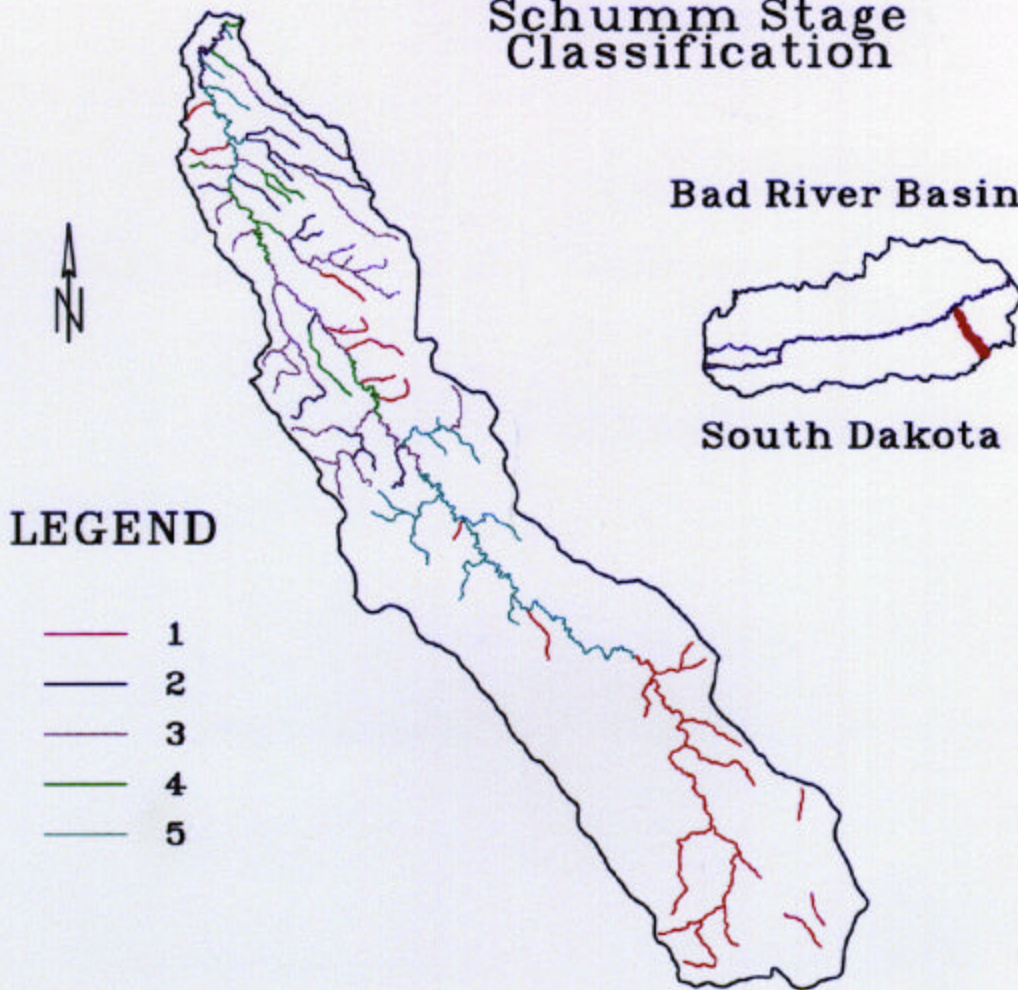 Schumm Stage
Classification
Bad River Basin
South Dakota
N
LEGEND
1
2
3
4
5